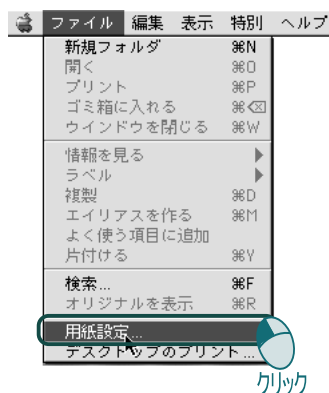 ファイル 編集 表示 特別 ヘルプ
新規フォルダ ⌘N
開く ⌘O
プリント ⌘P
ゴミ箱に入れる ⌘⌫
ウインドウを閉じる ⌘W
情報を見る ▶
ラベル ▶
複製 ⌘D
エイリアスを作る ⌘M
よく使う項目に追加
片付ける ⌘Y
検索... ⌘F
オリジナルを表示 ⌘R
用紙設定...
デスクトップのプリント...
クリック